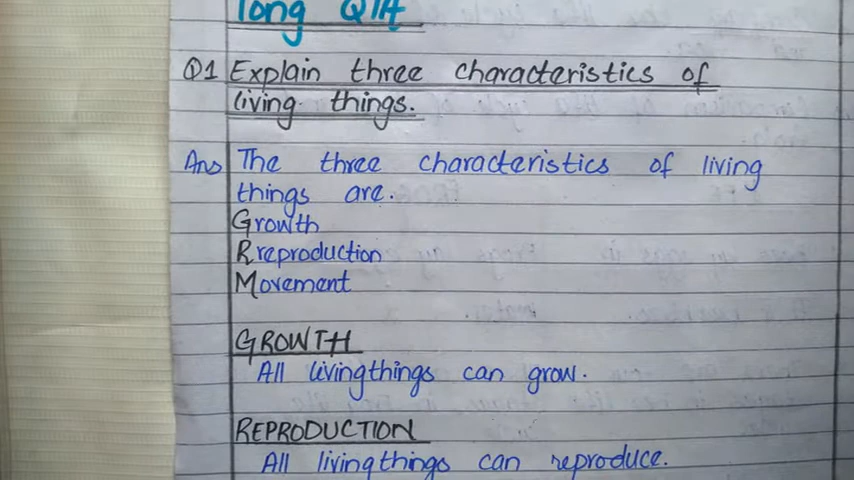 long Q/A
Q1 Explain three characteristics of
living things.
Ans The three characteristics of living
things are.
Growth
Rreproduction
Movement
GROWTH
All livingthings can grow.
REPRODUCTION
All livingthings can reproduce.